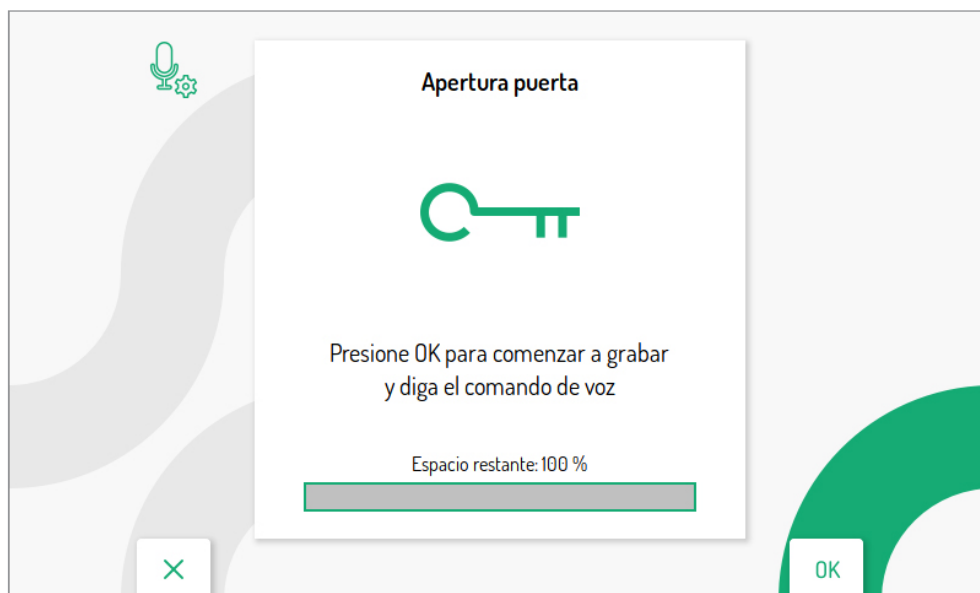 Apertura puerta
Presione OK para comenzar a grabar
y diga el comando de voz
Espacio restante: 100 %
OK